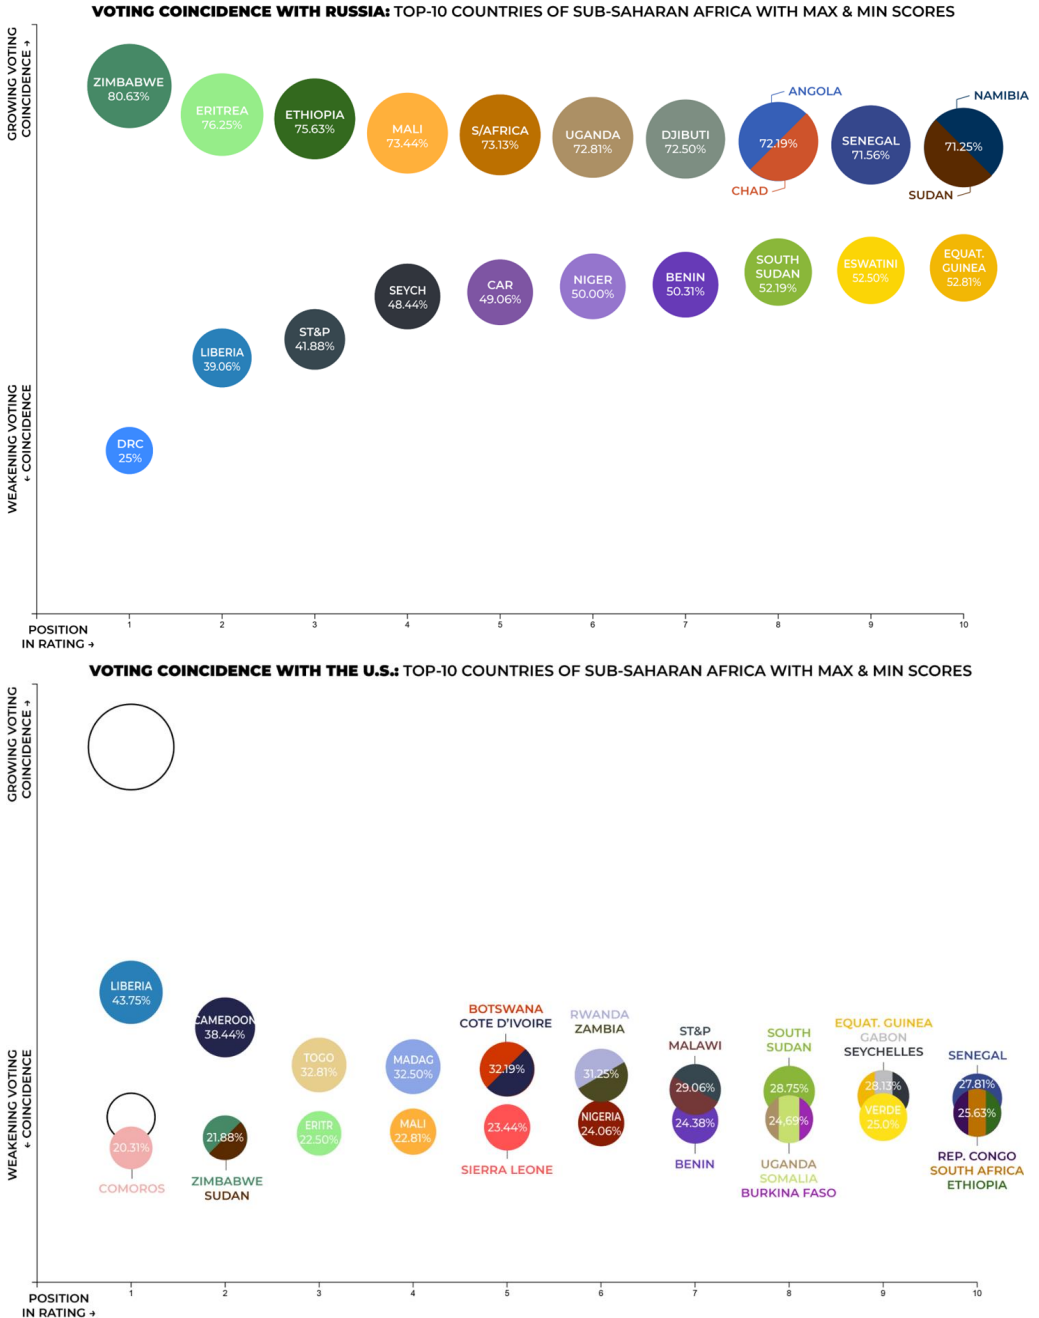 VOTING COINCIDENCE WITH RUSSIA: TOP-10 COUNTRIES OF SUB-SAHARAN AFRICA WITH MAX & MIN SCORES
GROWING VOTING
COINCIDENCE →
ZIMBABWE
80.63%
ERITREA
76.25%
ETHIOPIA
75.63%
MALI
73.44%
S/AFRICA
73.13%
UGANDA
72.81%
DJIBUTI
72.50%
ANGOLA
72.19%
CHAD
SENEGAL
71.56%
NAMIBIA
71.25%
SUDAN
WEAKENING VOTING
← COINCIDENCE
DRC
25%
LIBERIA
39.06%
ST&P
41.88%
SEYCH
48.44%
CAR
49.06%
NIGER
50.00%
BENIN
50.31%
SOUTH
SUDAN
52.19%
ESWATINI
52.50%
EQUAT.
GUINEA
52.81%
1 2 3 4 5 6 7 8 9 10
POSITION
IN RATING →
VOTING COINCIDENCE WITH THE U.S.: TOP-10 COUNTRIES OF SUB-SAHARAN AFRICA WITH MAX & MIN SCORES
GROWING VOTING
COINCIDENCE →
LIBERIA
43.75%
CAMEROON
38.44%
TOGO
32.81%
MADAG
32.50%
BOTSWANA
COTE D'IVOIRE
32.19%
RWANDA
ZAMBIA
31.25%
ST&P
MALAWI
29.06%
SOUTH
SUDAN
28.75%
EQUAT. GUINEA
GABON
SEYCHELLES
28.13%
SENEGAL
27.81%
WEAKENING VOTING
← COINCIDENCE
20.31%
COMOROS
21.88%
ZIMBABWE
SUDAN
ERITR
22.50%
MALI
22.81%
23.44%
SIERRA LEONE
NIGERIA
24.06%
24.38%
BENIN
24,69%
UGANDA
SOMALIA
BURKINA FASO
VERDE
25.0%
25.63%
REP. CONGO
SOUTH AFRICA
ETHIOPIA
1 2 3 4 5 6 7 8 9 10
POSITION
IN RATING →